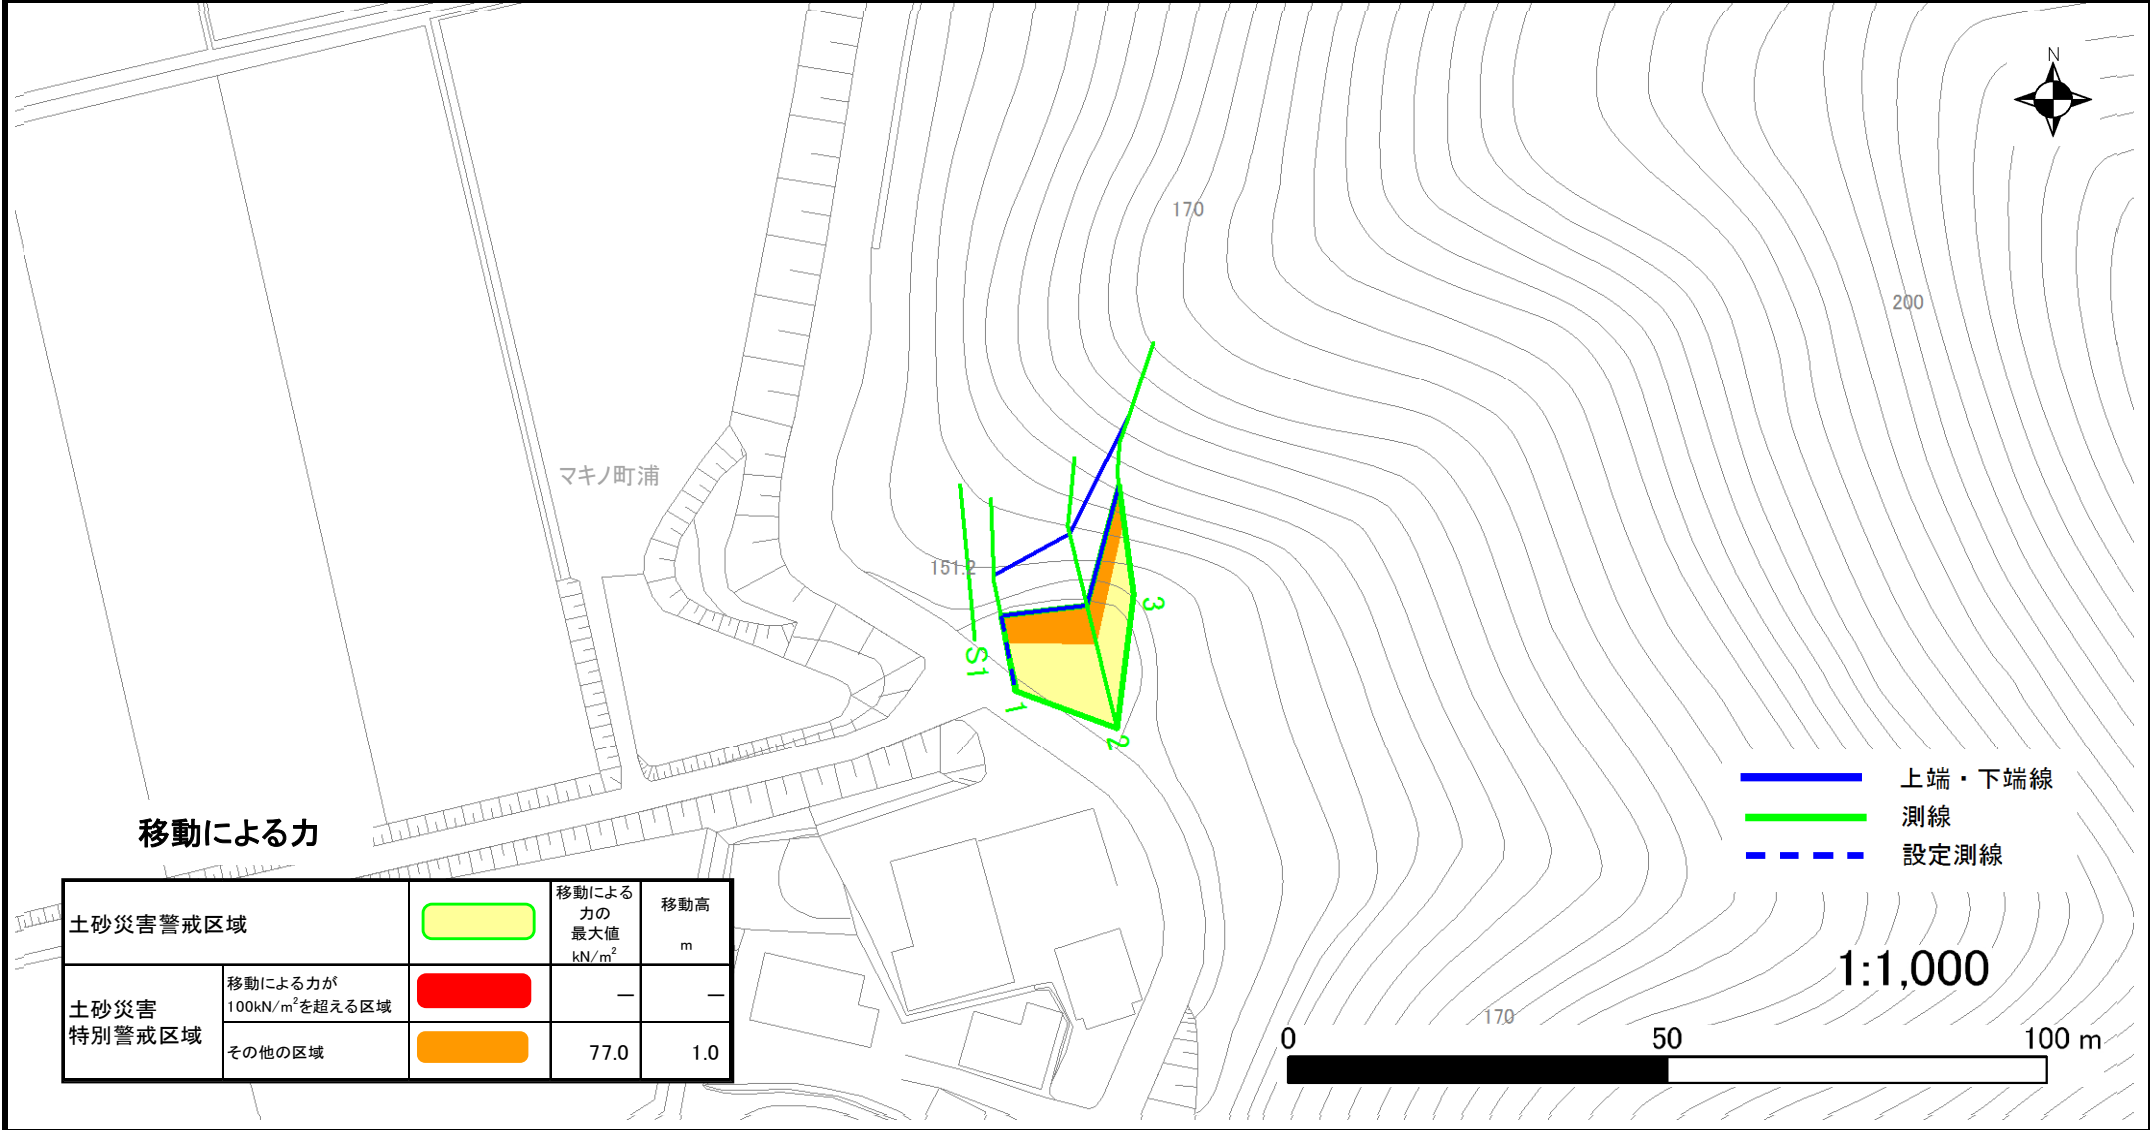 N
170
200
マキノ町浦
151.2
S1
1
2
3
上端・下端線
測線
設定測線
移動による力
土砂災害警戒区域
移動による
力の
最大値
kN/m²
移動高
m
土砂災害
特別警戒区域
移動による力が
100kN/m²を超える区域
—
—
その他の区域
77.0
1.0
1:1,000
170
0
50
100 m